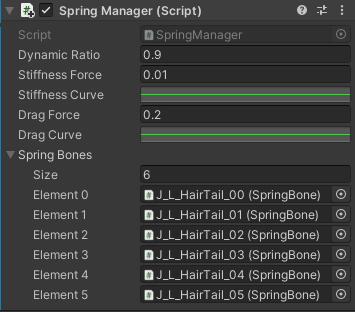 Spring Manager (Script)
Script SpringManager
Dynamic Ratio 0.9
Stiffness Force 0.01
Stiffness Curve
Drag Force 0.2
Drag Curve
Spring Bones
Size 6
Element 0 J_L_HairTail_00 (SpringBone)
Element 1 J_L_HairTail_01 (SpringBone)
Element 2 J_L_HairTail_02 (SpringBone)
Element 3 J_L_HairTail_03 (SpringBone)
Element 4 J_L_HairTail_04 (SpringBone)
Element 5 J_L_HairTail_05 (SpringBone)